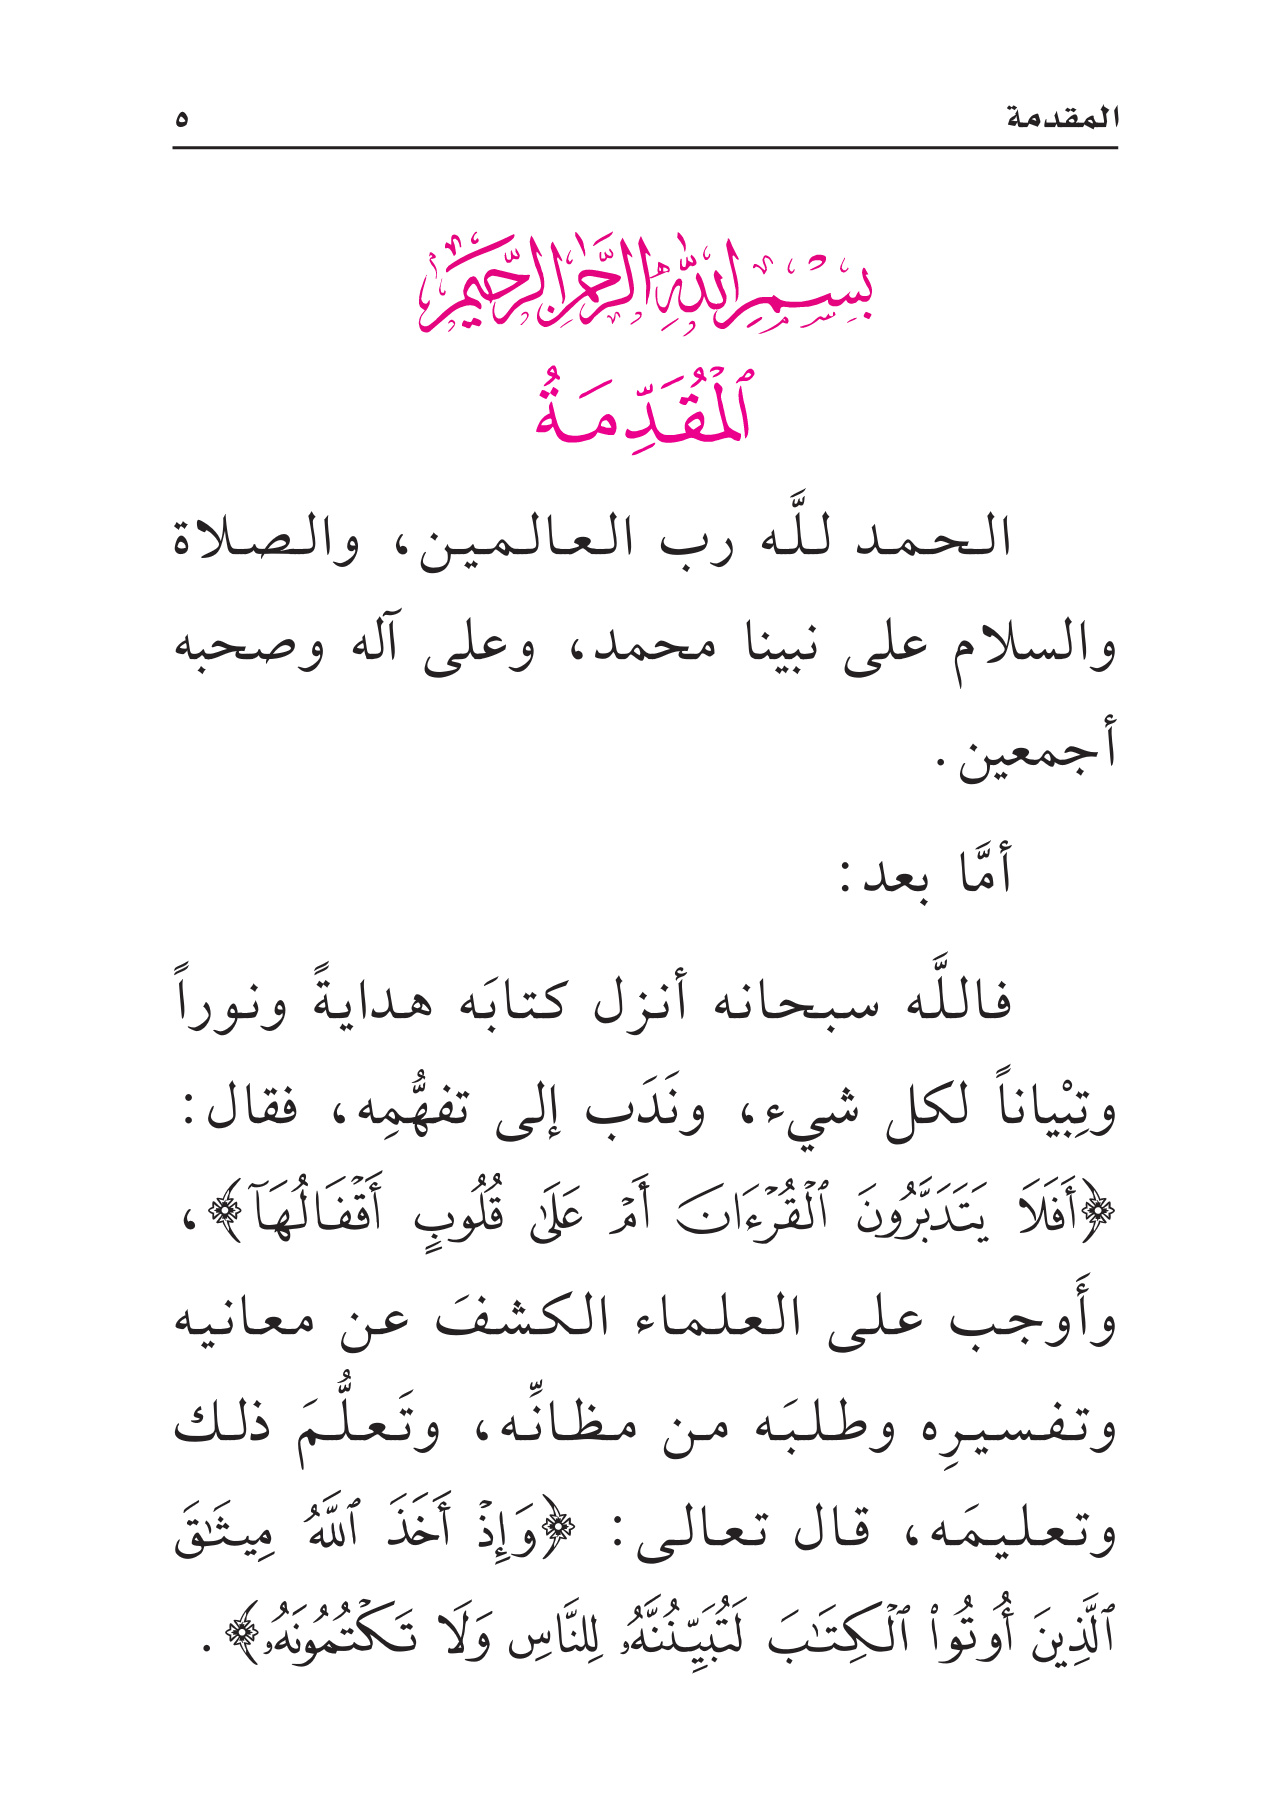 المقدمة ٥
بِسْمِ اللَّهِ الرَّحْمَٰنِ الرَّحِيمِ
ٱلْمُقَدِّمَةُ
الحمد للَّه رب العالمين، والصلاة
والسلام على نبينا محمد، وعلى آله وصحبه
أجمعين.
أمَّا بعد:
فاللَّه سبحانه أنزل كتابَه هدايةً ونوراً
وتِبْياناً لكل شيء، ونَدَب إلى تفهُّمِه، فقال:
﴿أَفَلَا يَتَدَبَّرُونَ ٱلْقُرْءَانَ أَمْ عَلَىٰ قُلُوبٍ أَقْفَالُهَآ﴾،
وأَوجب على العلماء الكشفَ عن معانيه
وتفسيرِه وطلبَه من مظانِّه، وتَعلُّمَ ذلك
وتعليمَه، قال تعالى: ﴿وَإِذْ أَخَذَ ٱللَّهُ مِيثَٰقَ
ٱلَّذِينَ أُوتُوا۟ ٱلْكِتَٰبَ لَتُبَيِّنُنَّهُۥ لِلنَّاسِ وَلَا تَكْتُمُونَهُۥ﴾.